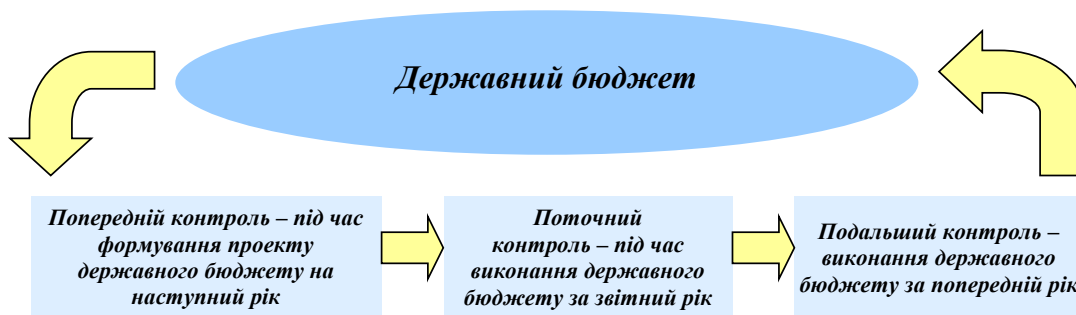 Державний бюджет
Попередній контроль – під час
формування проекту
державного бюджету на
наступний рік
Поточний
контроль – під час
виконання державного
бюджету за звітний рік
Подальший контроль –
виконання державного
бюджету за попередній рік